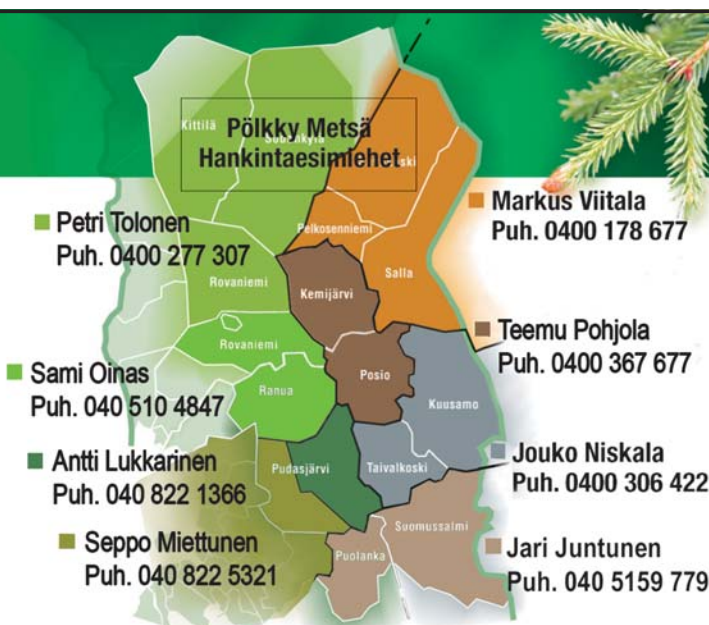 Pölkky Metsä
Hankintaesimiehet
Kittilä
Pelkosenniemi
Salla
Kemijärvi
Rovaniemi
Rovaniemi
Posio
Ranua
Kuusamo
Pudasjärvi
Taivalkoski
Suomussalmi
Puolanka
Petri Tolonen
Puh. 0400 277 307
Sami Oinas
Puh. 040 510 4847
Antti Lukkarinen
Puh. 040 822 1366
Seppo Miettunen
Puh. 040 822 5321
Markus Viitala
Puh. 0400 178 677
Teemu Pohjola
Puh. 0400 367 677
Jouko Niskala
Puh. 0400 306 422
Jari Juntunen
Puh. 040 5159 779